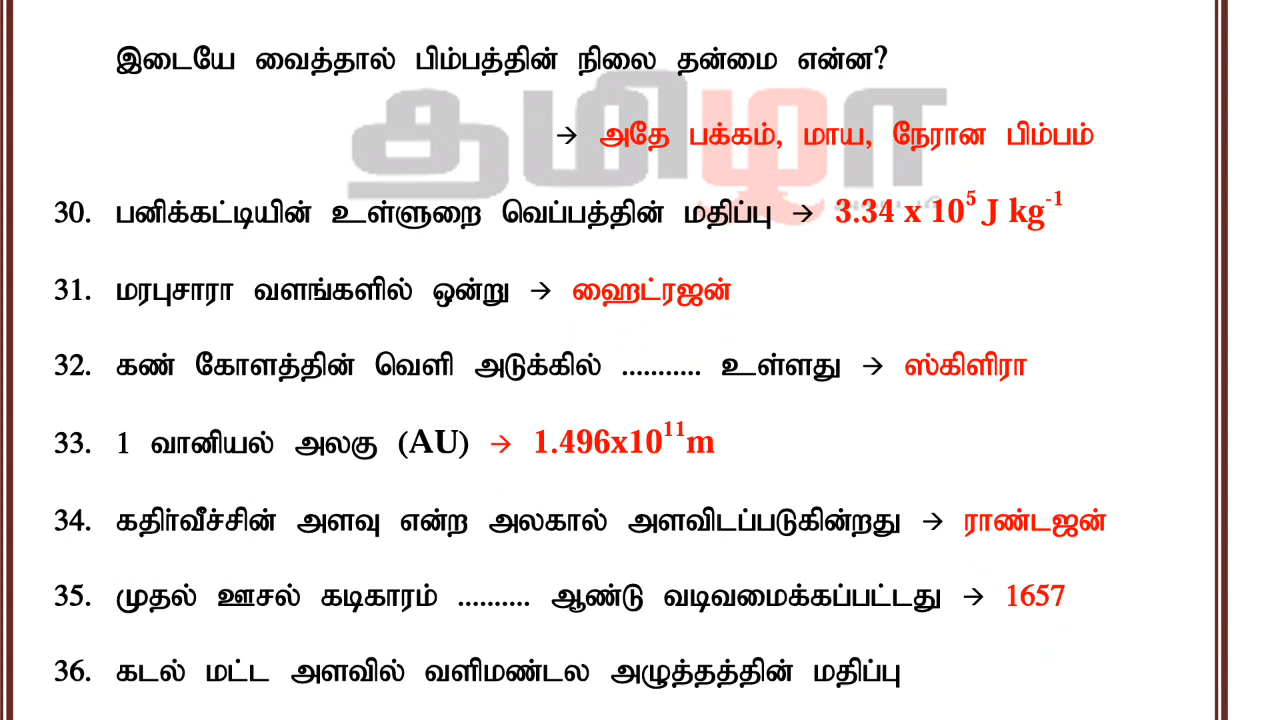 இடையே வைத்தால் பிம்பத்தின் நிலை தன்மை என்ன?
தமிழா
→ அதே பக்கம், மாய, நேரான பிம்பம்
30. பனிக்கட்டியின் உள்ளுறை வெப்பத்தின் மதிப்பு → 3.34 x 10⁵ J kg⁻¹
31. மரபுசாரா வளங்களில் ஒன்று → ஹைட்ரஜன்
32. கண் கோளத்தின் வெளி அடுக்கில் ........... உள்ளது → ஸ்கிளிரா
33. 1 வானியல் அலகு (AU) → 1.496x10¹¹m
34. கதிர்வீச்சின் அளவு என்ற அலகால் அளவிடப்படுகின்றது → ராண்டஜன்
35. முதல் ஊசல் கடிகாரம் .......... ஆண்டு வடிவமைக்கப்பட்டது → 1657
36. கடல் மட்ட அளவில் வளிமண்டல அழுத்தத்தின் மதிப்பு